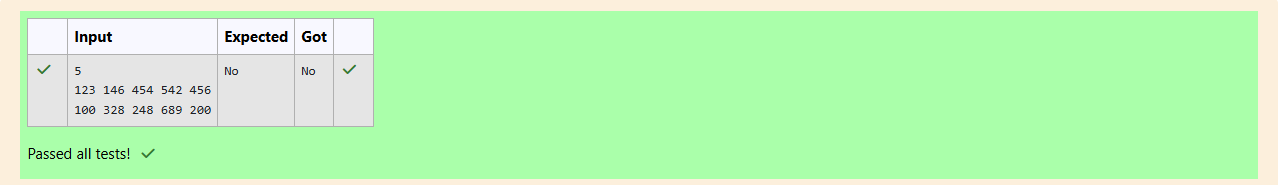 Input Expected Got
5 No No
123 146 454 542 456
100 328 248 689 200
Passed all tests!